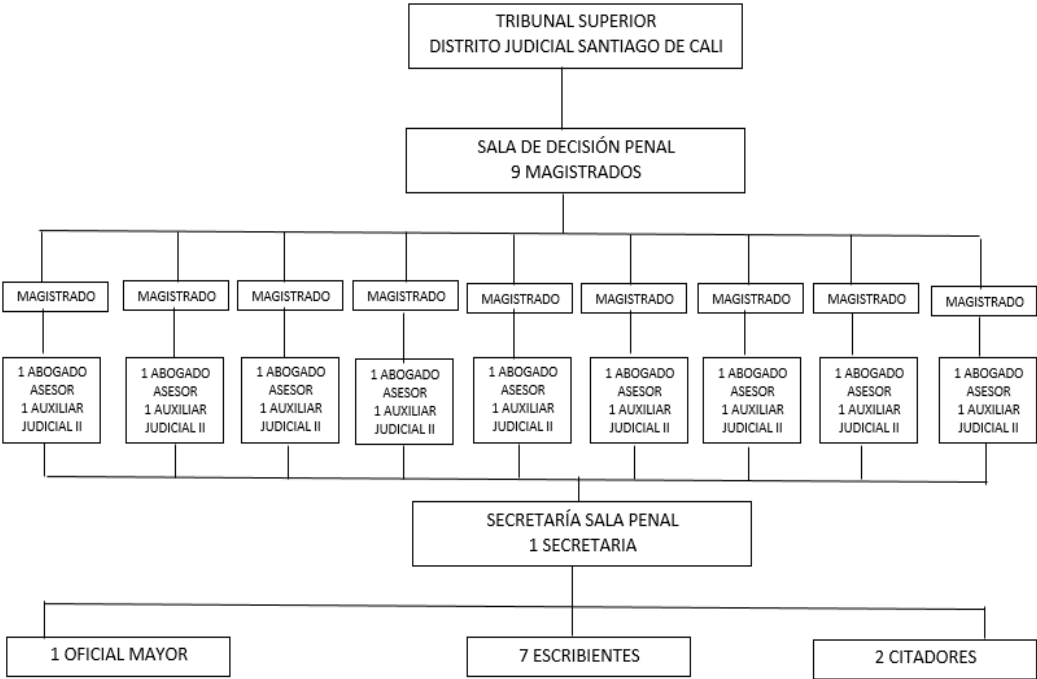 TRIBUNAL SUPERIOR
DISTRITO JUDICIAL SANTIAGO DE CALI
SALA DE DECISIÓN PENAL
9 MAGISTRADOS
MAGISTRADO
MAGISTRADO
MAGISTRADO
MAGISTRADO
MAGISTRADO
MAGISTRADO
MAGISTRADO
MAGISTRADO
MAGISTRADO
1 ABOGADO
ASESOR
1 AUXILIAR
JUDICIAL II
1 ABOGADO
ASESOR
1 AUXILIAR
JUDICIAL II
1 ABOGADO
ASESOR
1 AUXILIAR
JUDICIAL II
1 ABOGADO
ASESOR
1 AUXILIAR
JUDICIAL II
1 ABOGADO
ASESOR
1 AUXILIAR
JUDICIAL II
1 ABOGADO
ASESOR
1 AUXILIAR
JUDICIAL II
1 ABOGADO
ASESOR
1 AUXILIAR
JUDICIAL II
1 ABOGADO
ASESOR
1 AUXILIAR
JUDICIAL II
1 ABOGADO
ASESOR
1 AUXILIAR
JUDICIAL II
SECRETARÍA SALA PENAL
1 SECRETARIA
1 OFICIAL MAYOR
7 ESCRIBIENTES
2 CITADORES